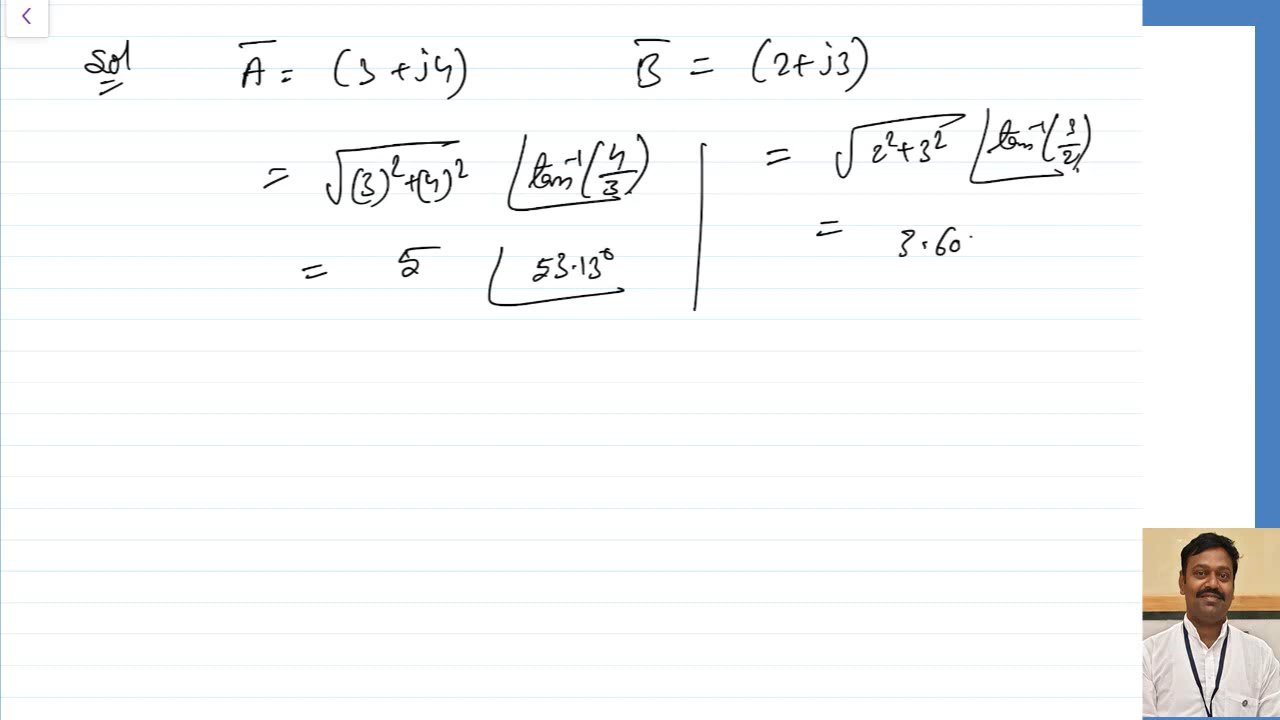 Sol A̅ = (3 + j4) B̅ = (2 + j3)
= √(3)² + (4)² ∠tan⁻¹(4/3)
= 5 ∠53.13°
= √2² + 3² ∠tan⁻¹(3/2)
= 3.60